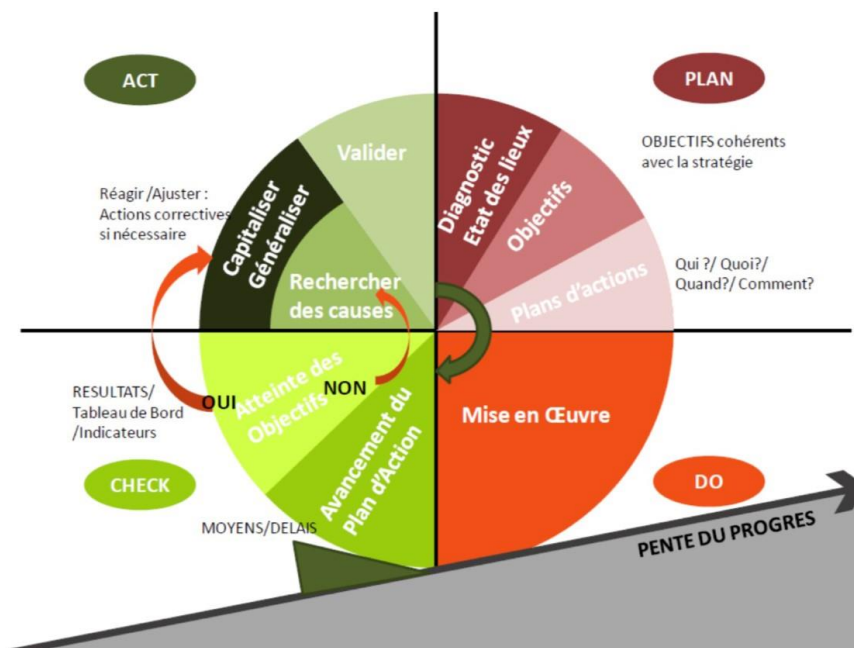 ACT
PLAN
Valider
Diagnostic
Etat des lieux
Objectifs
Plans d'actions
OBJECTIFS cohérents
avec la stratégie
Qui ?/ Quoi?/
Quand?/ Comment?
Réagir /Ajuster :
Actions correctives
si nécessaire
Capitaliser
Généraliser
Rechercher
des causes
RESULTATS/
Tableau de Bord
/Indicateurs
OUI
NON
Atteinte des
Objectifs
Avancement du
Plan d'Action
Mise en Œuvre
CHECK
DO
MOYENS/DELAIS
PENTE DU PROGRES